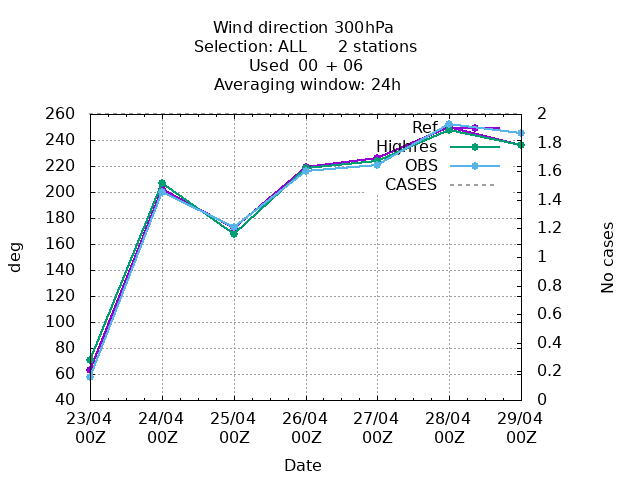 Wind direction 300hPa
Selection: ALL 2 stations
Used 00 + 06
Averaging window: 24h
260 2
240 1.8
220 1.6
200 1.4
180 1.2
160 1
140 0.8
120 0.6
100 0.4
80 0.2
60 0
40
deg
No cases
Ref
Highres
OBS
CASES
23/04 24/04 25/04 26/04 27/04 28/04 29/04
00Z 00Z 00Z 00Z 00Z 00Z 00Z
Date